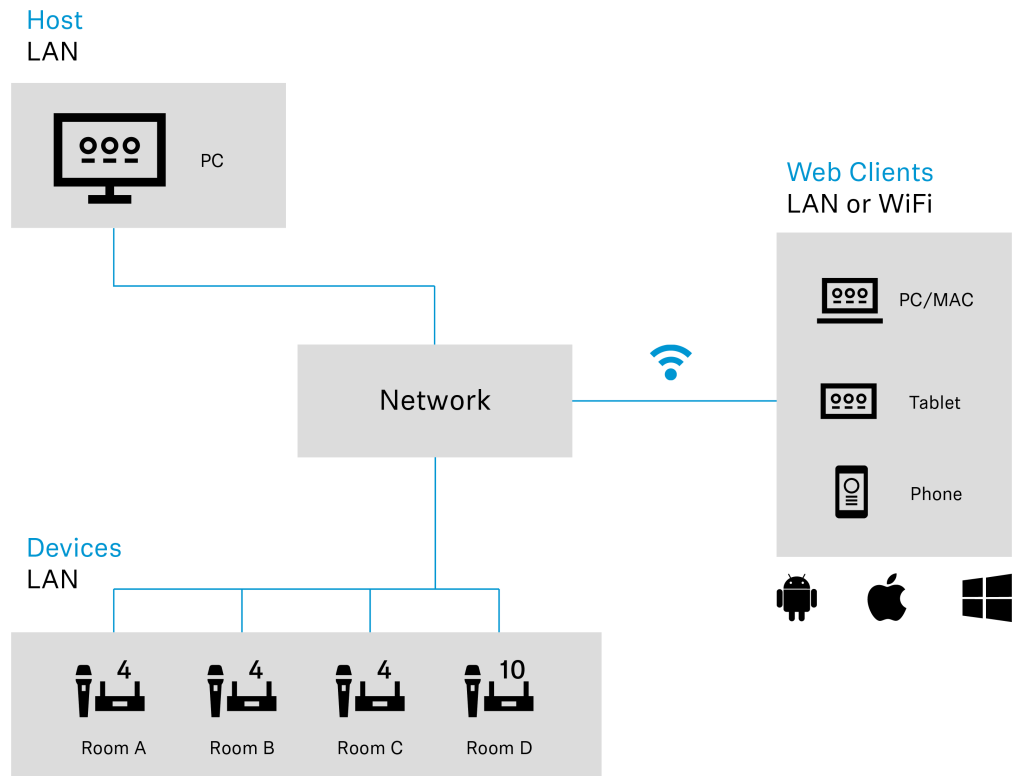 Host
LAN
PC
Web Clients
LAN or WiFi
PC/MAC
Network
Tablet
Phone
Devices
LAN
4 4 4 10
Room A Room B Room C Room D